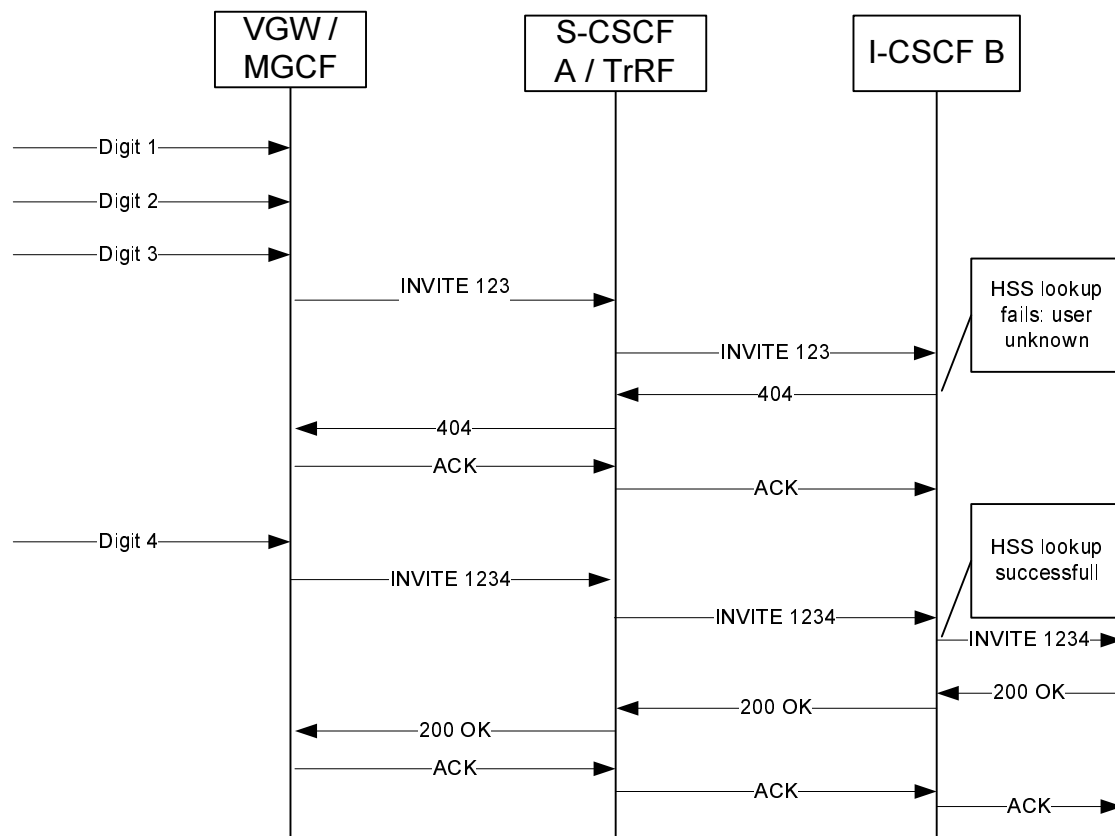 VGW /
MGCF
S-CSCF
A / TrRF
I-CSCF B
Digit 1
Digit 2
Digit 3
INVITE 123
HSS lookup
fails: user
unknown
INVITE 123
404
404
ACK
ACK
Digit 4
HSS lookup
successfull
INVITE 1234
INVITE 1234
INVITE 1234
200 OK
200 OK
200 OK
ACK
ACK
ACK